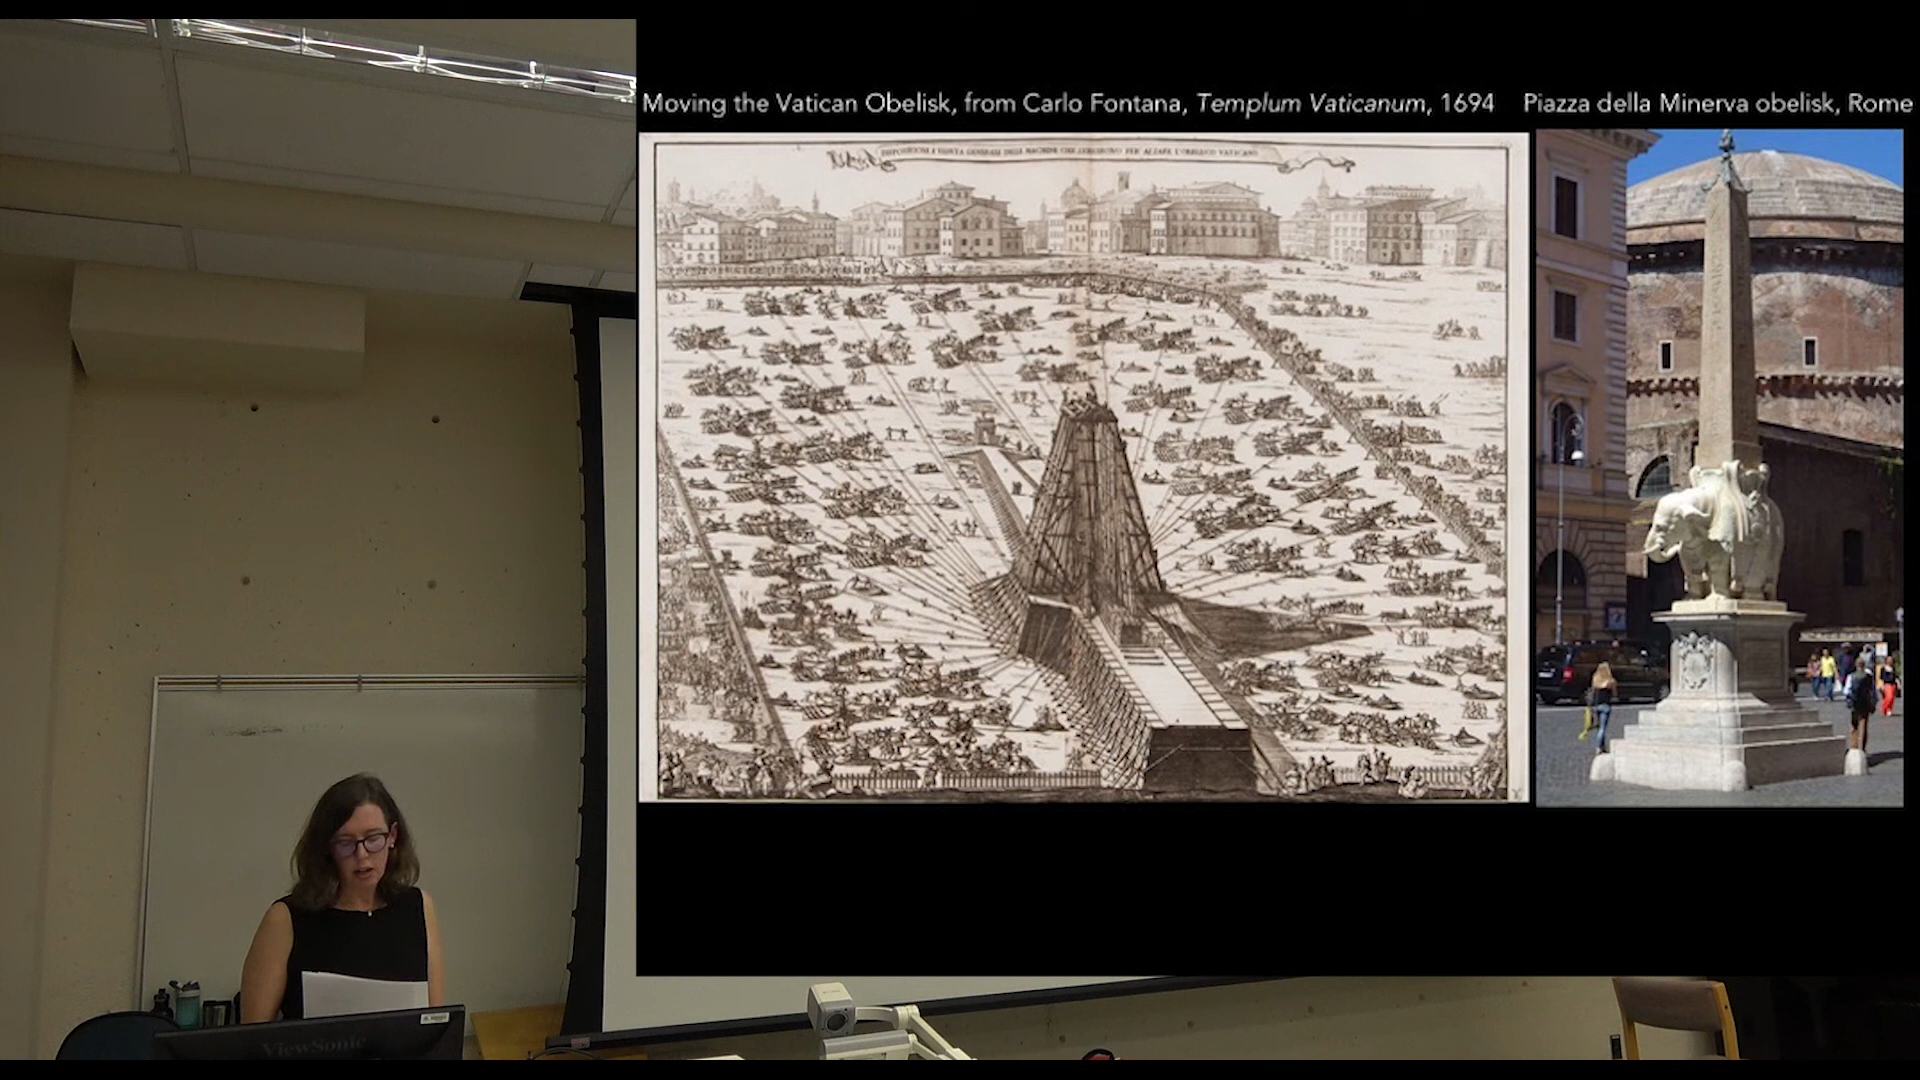 Moving the Vatican Obelisk, from Carlo Fontana, Templum Vaticanum, 1694
Piazza della Minerva obelisk, Rome
ViewSonic